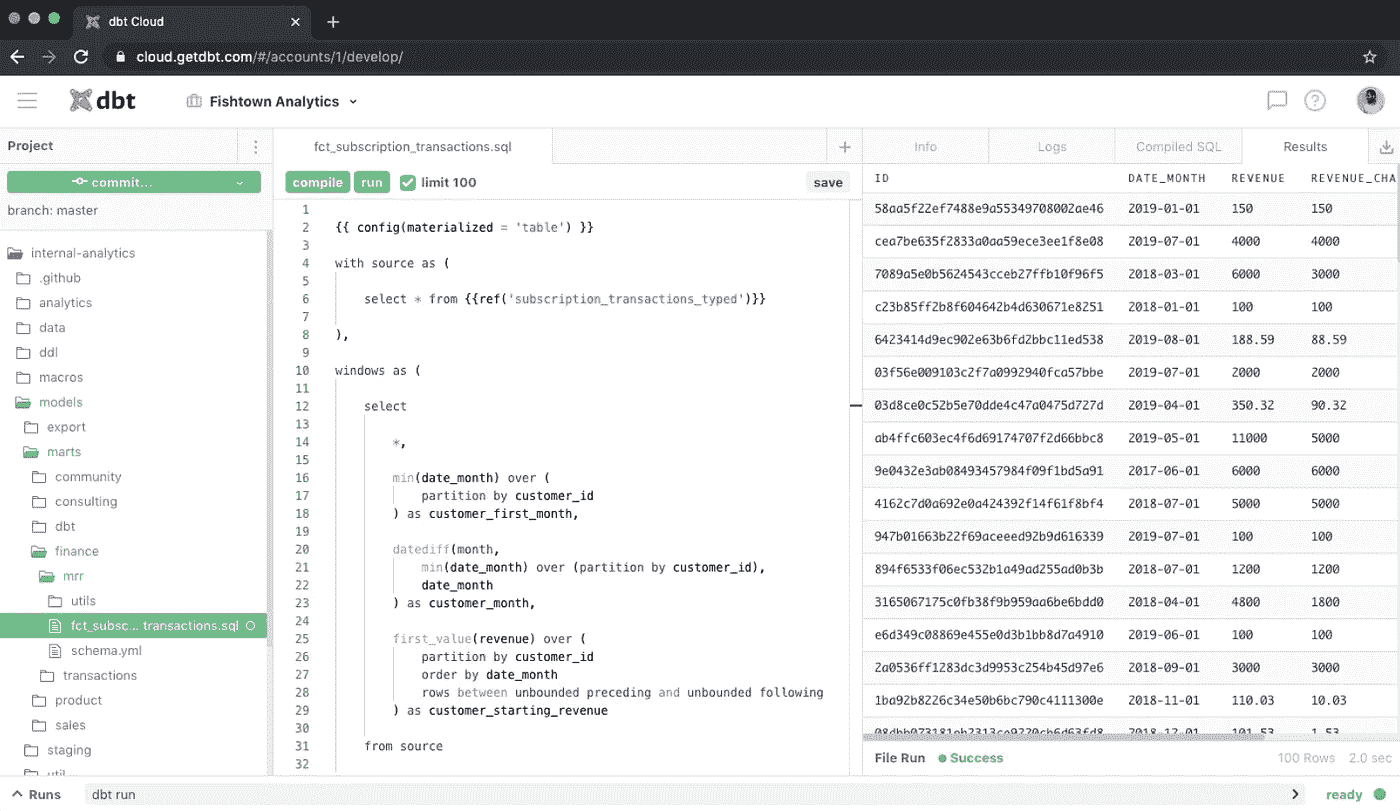 dbt Cloud
cloud.getdbt.com/#/accounts/1/develop/
dbt
Fishtown Analytics
Project
commit...
branch: master
internal-analytics
.github
analytics
data
ddl
macros
models
export
marts
community
consulting
dbt
finance
mrr
utils
fct_subsc... transactions.sql
schema.yml
transactions
product
sales
staging
util
fct_subscription_transactions.sql
compile run limit 100 save
1
2 {{ config(materialized = 'table') }}
3
4 with source as (
5
6 select * from {{ref('subscription_transactions_typed')}}
7
8 ),
9
10 windows as (
11
12 select
13
14 *,
15
16 min(date_month) over (
17 partition by customer_id
18 ) as customer_first_month,
19
20 datediff(month,
21 min(date_month) over (partition by customer_id),
22 date_month
23 ) as customer_month,
24
25 first_value(revenue) over (
26 partition by customer_id
27 order by date_month
28 rows between unbounded preceding and unbounded following
29 ) as customer_starting_revenue
30
31 from source
32
Info Logs Compiled SQL Results
ID DATE_MONTH REVENUE REVENUE_CHA
58aa5f22ef7488e9a55349708002ae46 2019-01-01 150 150
cea7be635f2833a0aa59ece3ee1f8e08 2019-07-01 4000 4000
7089a5e0b5624543cceb27ffb10f96f5 2018-03-01 6000 3000
c23b85ff2b8f604642b4d630671e8251 2018-01-01 100 100
6423414d9ec902e63b6fd2bbc11ed538 2019-08-01 188.59 88.59
03f56e009103c2f7a0992940fca57bbe 2019-07-01 2000 2000
03d8ce0c52b5e70dde4c47a0475d727d 2019-04-01 350.32 90.32
ab4ffc603ec4f6d69174707f2d66bbc8 2019-05-01 11000 5000
9e0432e3ab08493457984f09f1bd5a91 2017-06-01 6000 6000
4162c7d0a692e0a424392f14f61f8bf4 2018-07-01 5000 5000
947b01663b22f69aceeed92b9d616339 2019-07-01 100 100
894f6533f06ec532b1a49ad255ad0b3b 2018-07-01 1200 1200
3165067175c0fb38f9b959aa6be6bdd0 2018-04-01 4800 1800
e6d349c08869e455e0d3b1bb8d7a4910 2019-06-01 100 100
2a0536ff1283dc3d9953c254b45d97e6 2018-09-01 3000 3000
1ba92b8226c34e50b6bc790c4111300e 2018-11-01 110.03 10.03
2018-12-01 101.53 1.53
File Run Success 100 Rows 2.0 sec
Runs dbt run ready